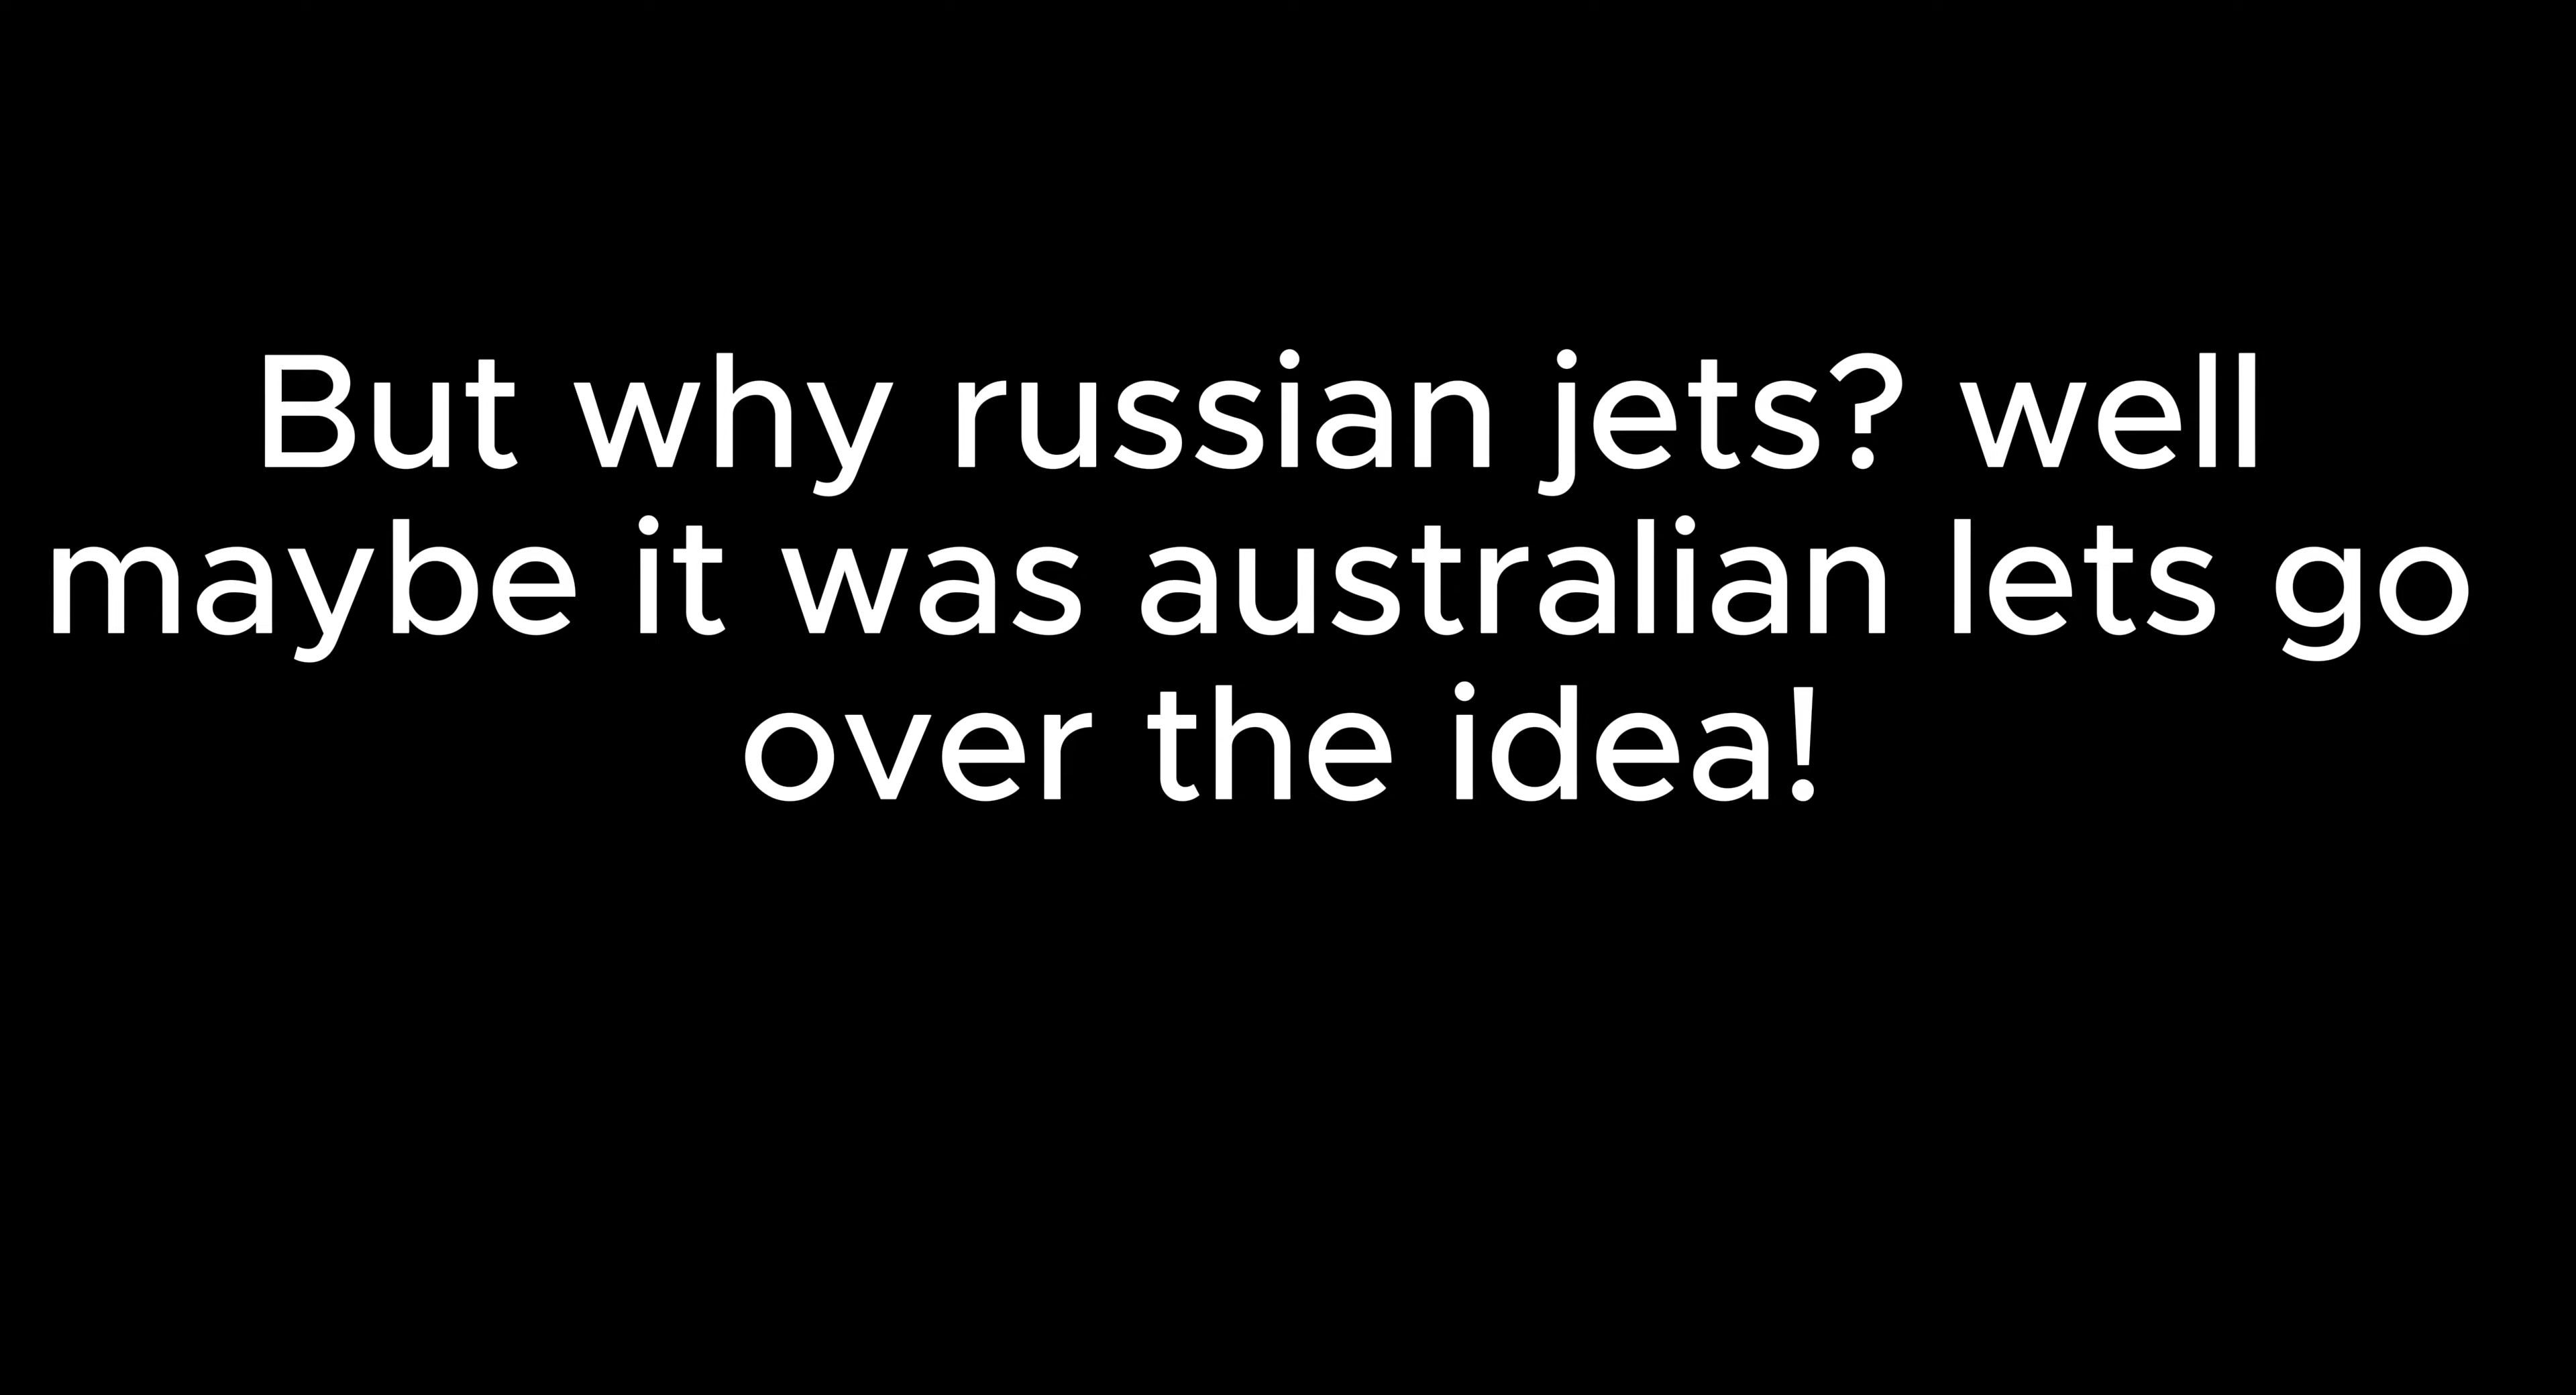 But why russian jets? well
maybe it was australian lets go
over the idea!